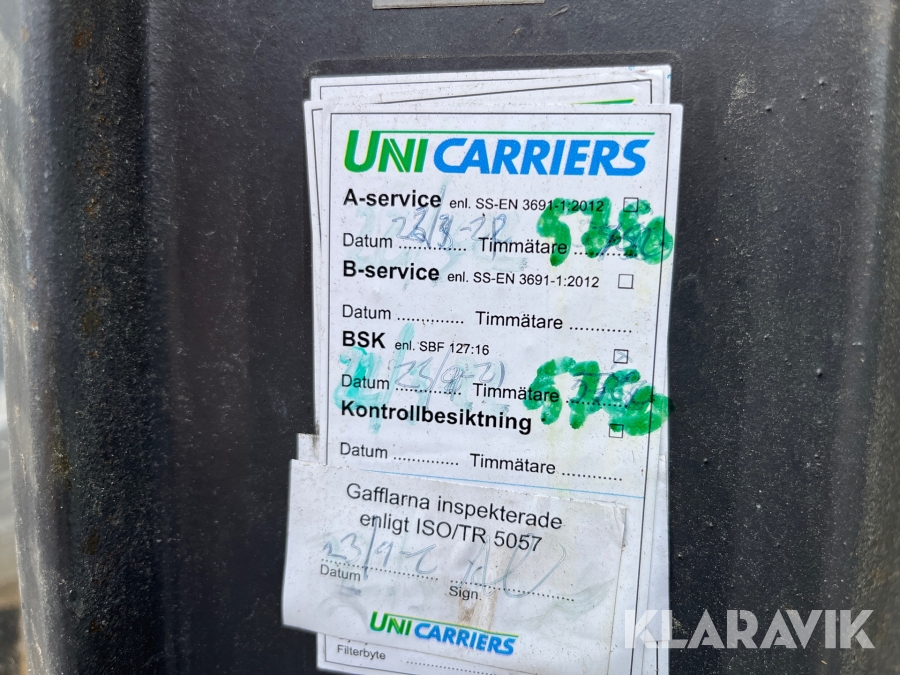 UNICARRIERS
A-service enl. SS-EN 3691-1:2012
Datum ............ Timmätare ............ 5780
B-service enl. SS-EN 3691-1:2012
Datum ............. Timmätare ............
BSK enl. SBF 127:16
Datum ............. Timmätare ............ 5780
Kontrollbesiktning
Datum ............. Timmätare ............
Gafflarna inspekterade
enligt ISO/TR 5057
Datum
Sign.
UNICARRIERS
Filterbyte
KLARAVIK